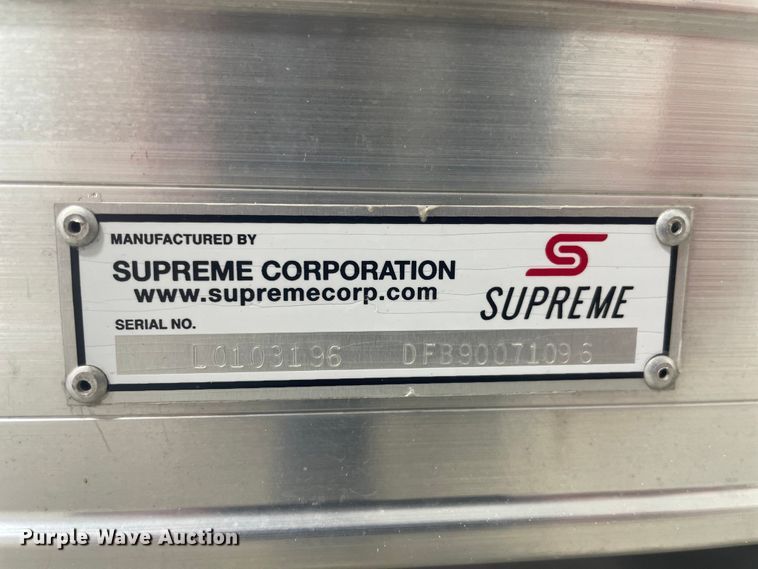 MANUFACTURED BY
SUPREME CORPORATION
www.supremecorp.com
SUPREME
SERIAL NO.
L0103196 DFB90071096
Purple Wave Auction